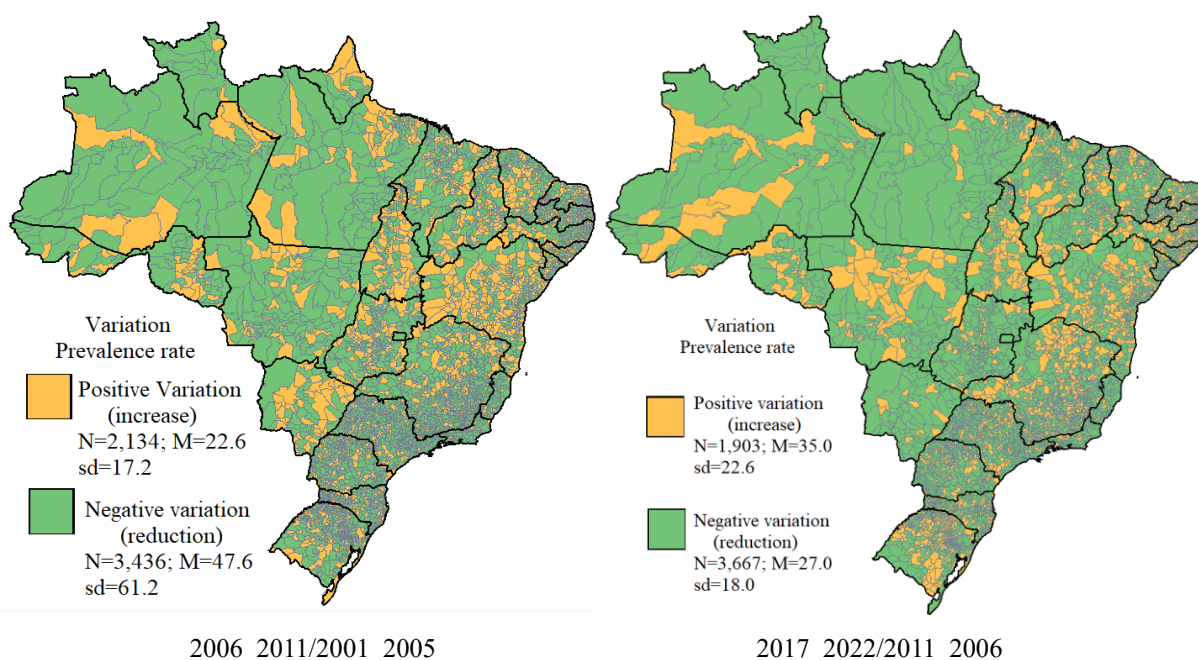 Variation
Prevalence rate
Positive Variation
(increase)
N=2,134; M=22.6
sd=17.2
Negative variation
(reduction)
N=3,436; M=47.6
sd=61.2
2006 2011/2001 2005
Variation
Prevalence rate
Positive variation
(increase)
N=1,903; M=35.0
sd=22.6
Negative variation
(reduction)
N=3,667; M=27.0
sd=18.0
2017 2022/2011 2006